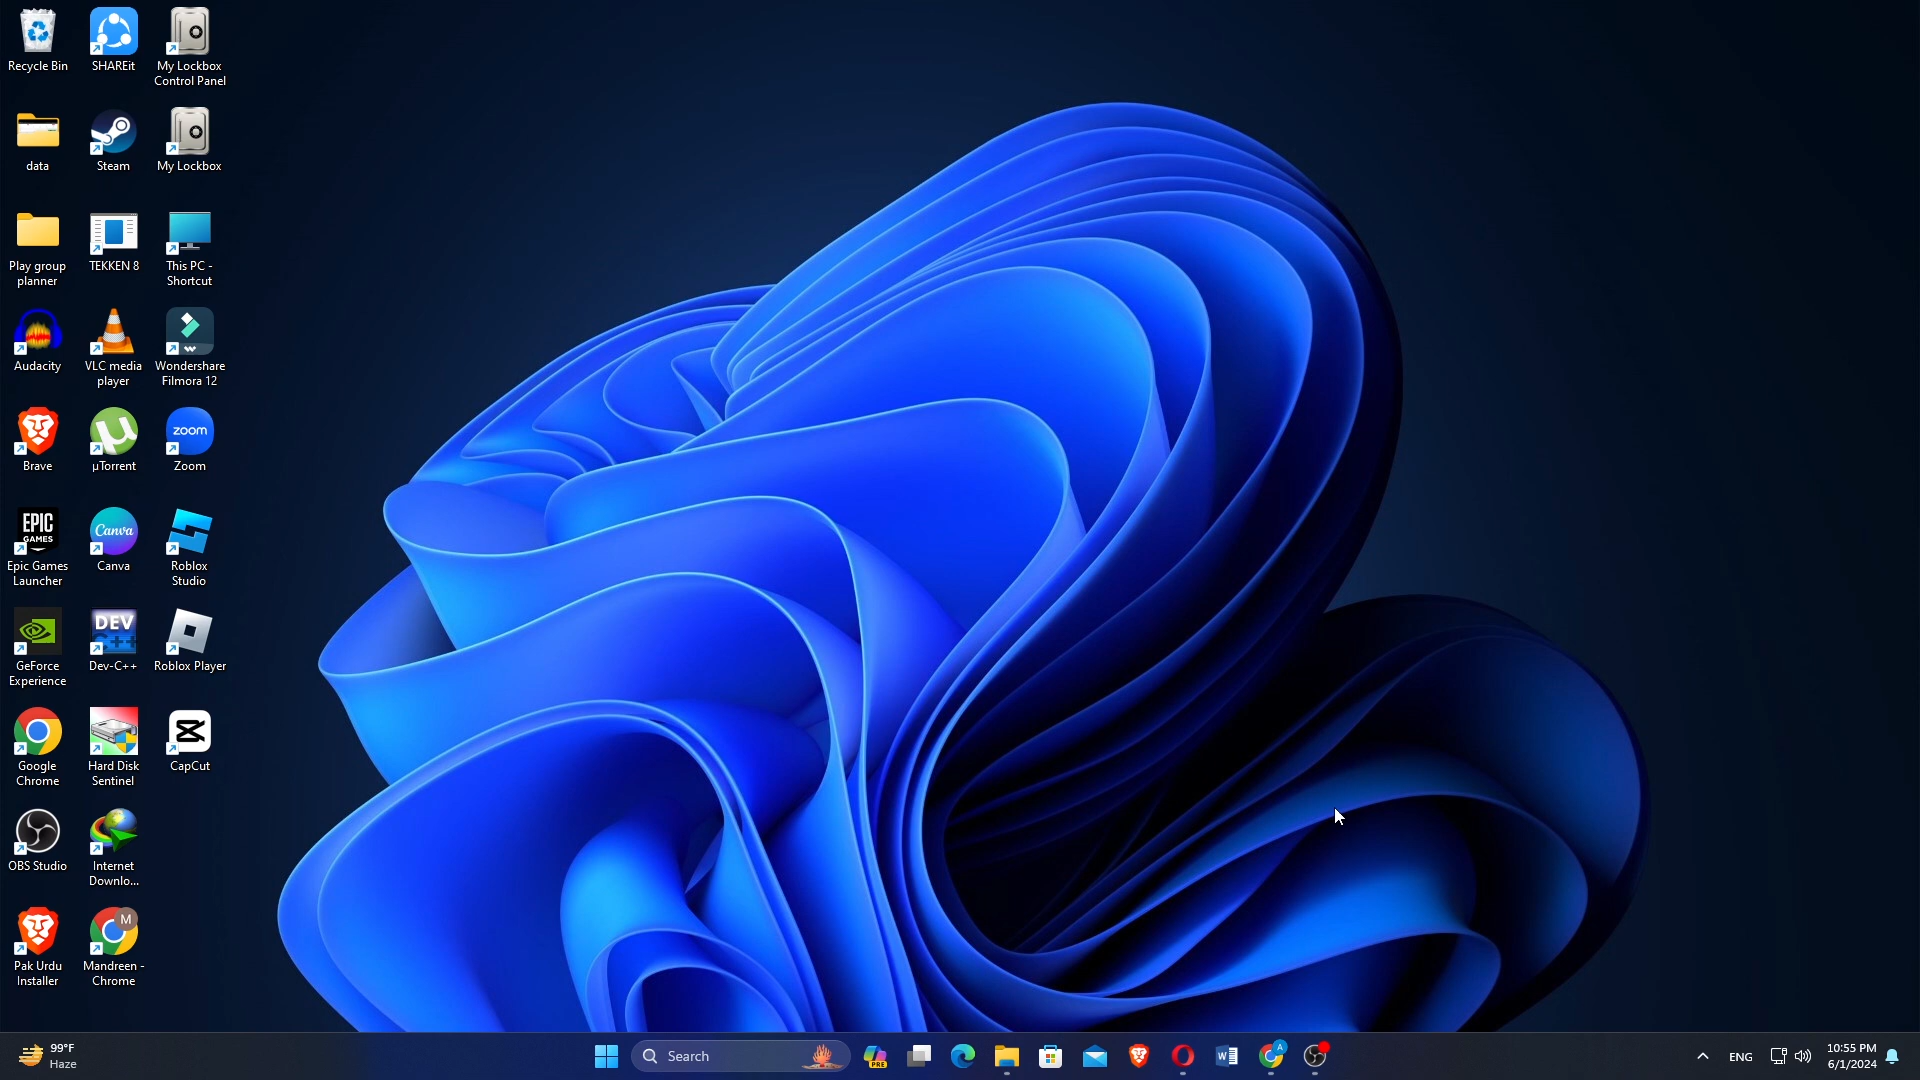 Recycle Bin
SHAREit
My Lockbox
Control Panel
data
Steam
My Lockbox
Play group
planner
TEKKEN 8
This PC -
Shortcut
Audacity
VLC media
player
Wondershare
Filmora 12
Brave
µTorrent
zoom
Zoom
EPIC
GAMES
Epic Games
Launcher
Canva
Canva
Roblox
Studio
GeForce
Experience
DEV
C++
Dev-C++
Roblox Player
Google
Chrome
Hard Disk
Sentinel
CapCut
OBS Studio
Internet
Downlo...
Pak Urdu
Installer
M
Mandreen -
Chrome
99°F
Haze
Search
PRE
W
A
ENG
10:55 PM
6/1/2024